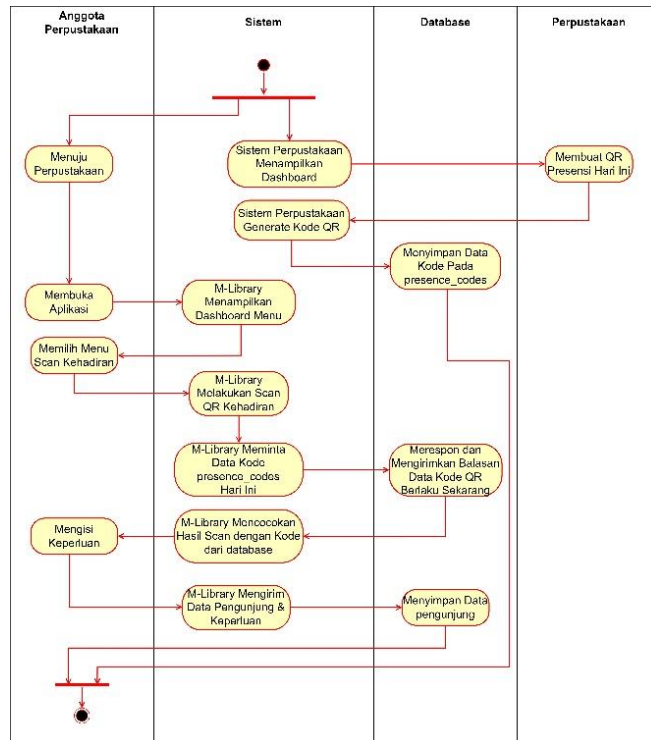 Anggota
Perpustakaan
Sistem
Database
Perpustakaan
Menuju
Perpustakaan
Sistem Perpustakaan
Menampilkan
Dashboard
Membuat QR
Presensi Hari Ini
Sistem Perpustakaan
Generate Kode QR
Menyimpan Data
Kode Pada
presence_codes
Membuka
Aplikasi
M-Library
Menampilkan
Dashboard Menu
Memilih Menu
Scan Kehadiran
M-Library
Melakukan Scan
QR Kehadiran
M-Library Meminta
Data Kode
presence_codes
Hari Ini
Merespon dan
Mengirimkan Balasan
Data Kode QR
Berlaku Sekarang
Mengisi
Keperluan
M-Library Mencocokan
Hasil Scan dengan Kode
dari database
M-Library Mengirim
Data Pengunjung &
Keperluan
Menyimpan Data
pengunjung